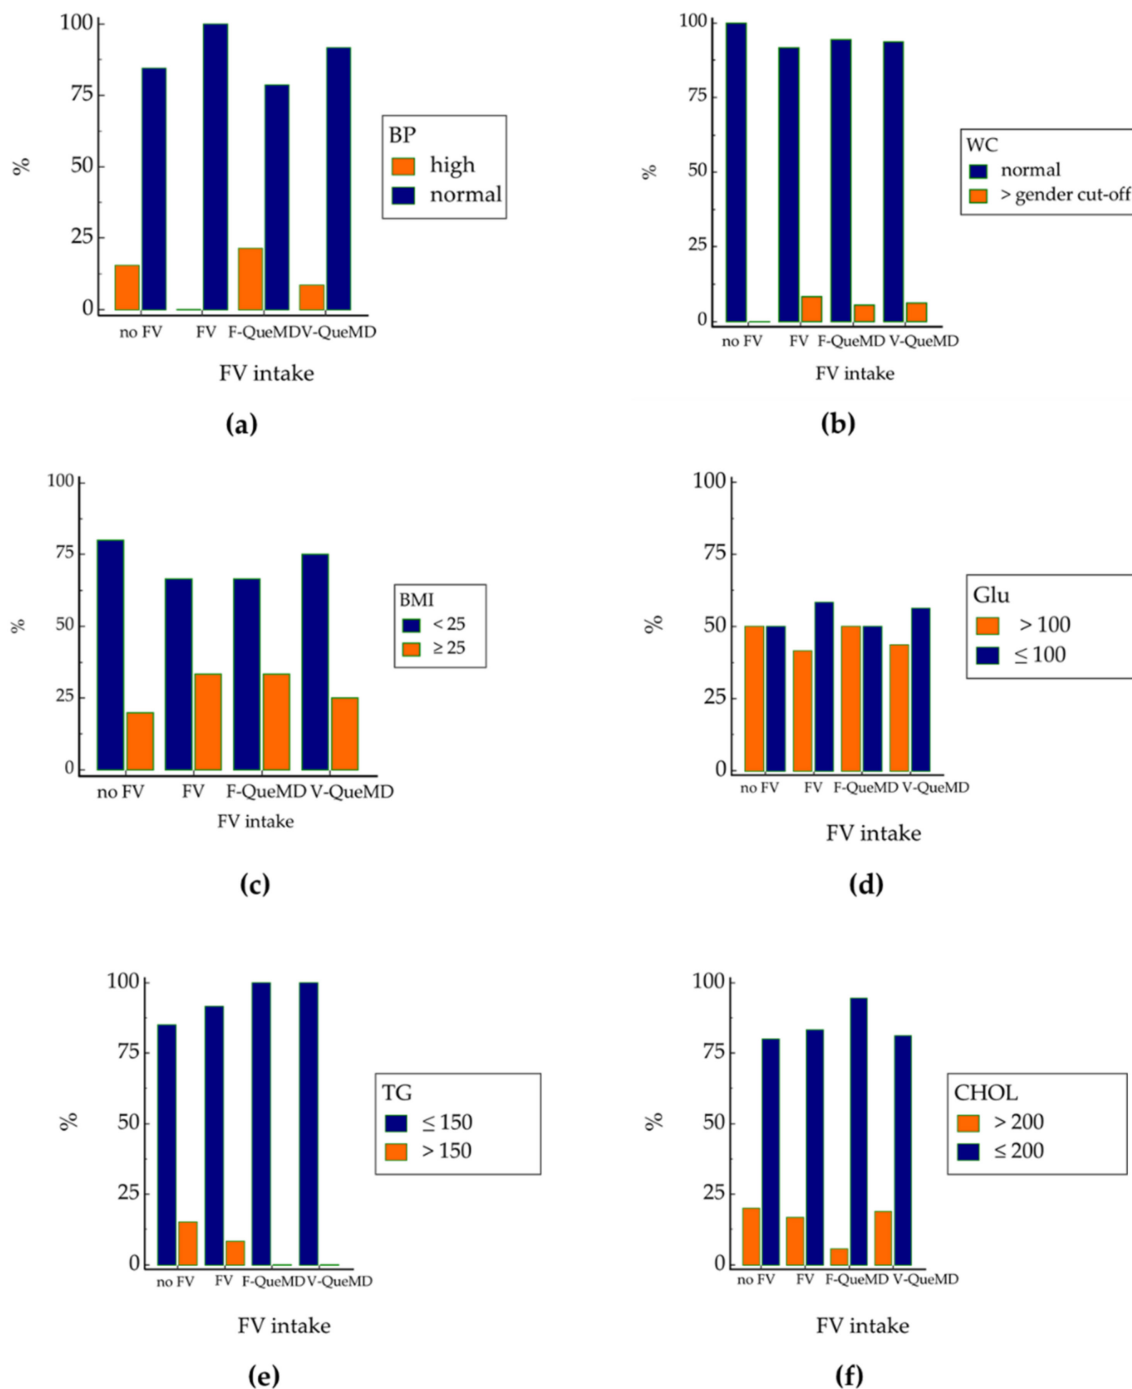 100
75
50
25
0
%
no FV FV F-QueMD V-QueMD
FV intake
BP
high
normal
(a)
100
75
50
25
0
%
no FV FV F-QueMD V-QueMD
FV intake
WC
normal
> gender cut-off
(b)
100
75
50
25
0
%
no FV FV F-QueMD V-QueMD
FV intake
BMI
< 25
≥ 25
(c)
100
75
50
25
0
%
no FV FV F-QueMD V-QueMD
FV intake
Glu
> 100
≤ 100
(d)
100
75
50
25
0
%
no FV FV F-QueMD V-QueMD
FV intake
TG
≤ 150
> 150
(e)
100
75
50
25
0
%
no FV FV F-QueMD V-QueMD
FV intake
CHOL
> 200
≤ 200
(f)